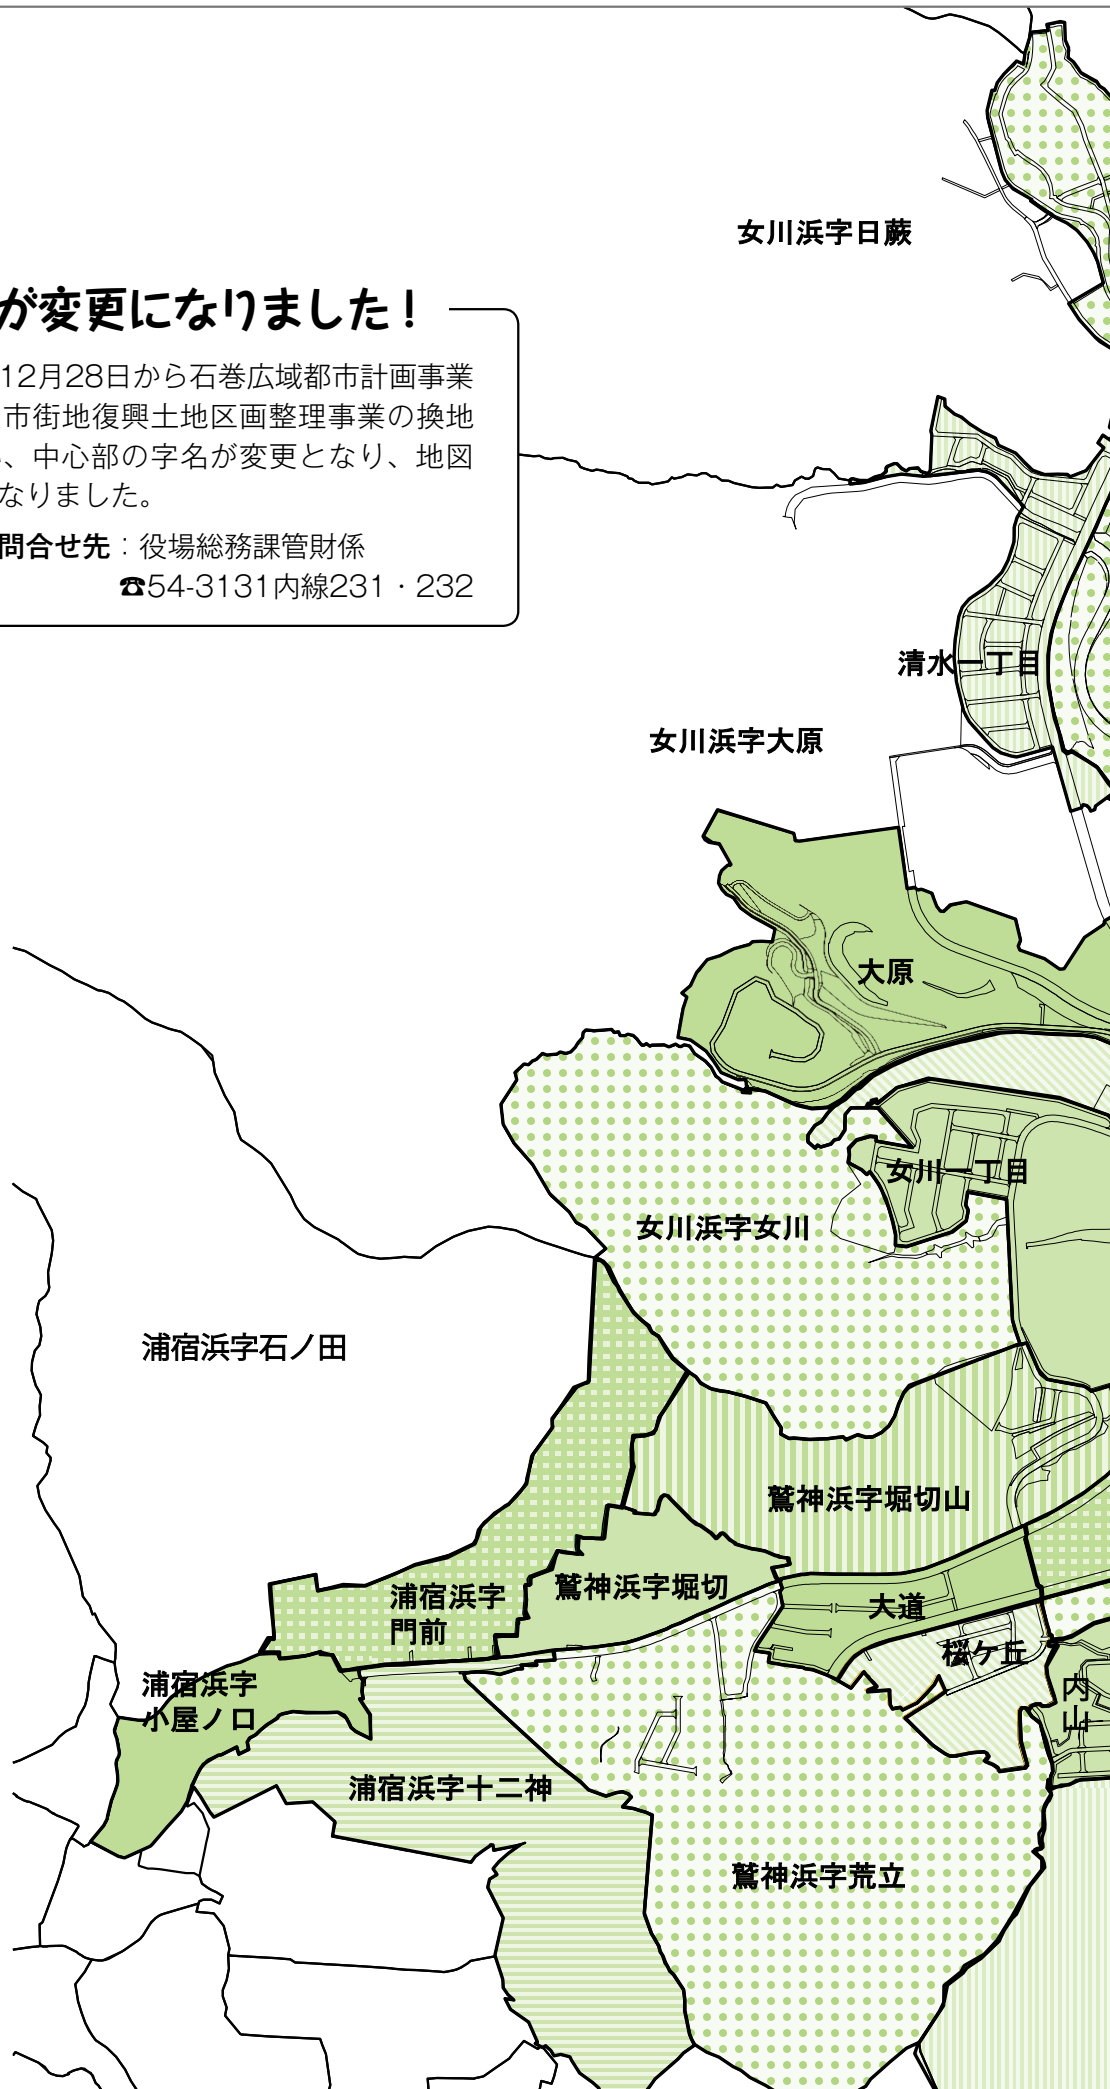 女川浜字日蕨
が変更になりました！
12月28日から石巻広域都市計画事業
市街地復興土地区画整理事業の換地
、中心部の字名が変更となり、地図
なりました。
問合せ先：役場総務課管財係
☎54-3131内線231・232
清水一丁目
女川浜字大原
大原
女川一丁目
女川浜字女川
浦宿浜字石ノ田
鷲神浜字堀切山
鷲神浜字堀切
浦宿浜字
門前
大道
桜ケ丘
浦宿浜字
小屋ノ口
内
山
浦宿浜字十二神
鷲神浜字荒立